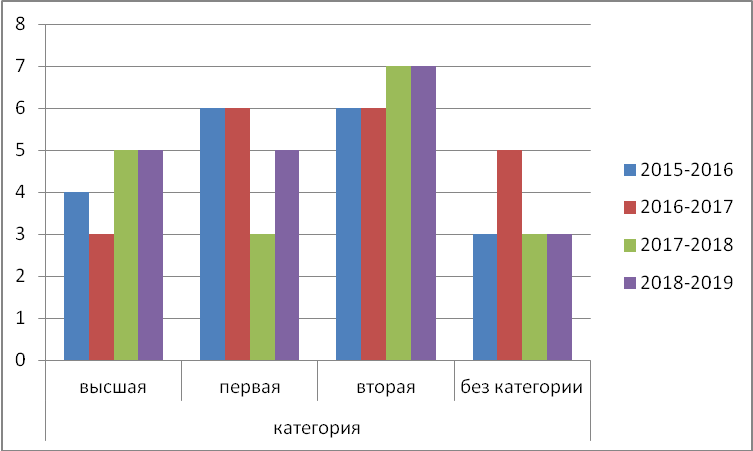 8
7
6
5
4
3
2
1
0
высшая
первая
вторая
без категории
категория
2015-2016
2016-2017
2017-2018
2018-2019